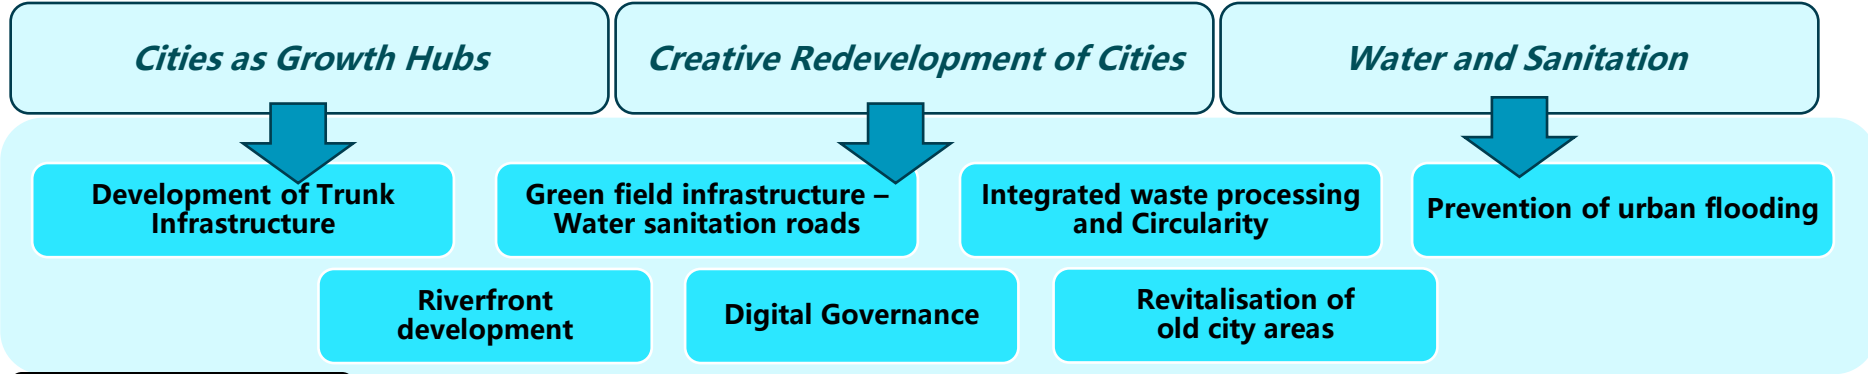 Cities as Growth Hubs
Creative Redevelopment of Cities
Water and Sanitation
Development of Trunk
Infrastructure
Green field infrastructure –
Water sanitation roads
Integrated waste processing
and Circularity
Prevention of urban flooding
Riverfront
development
Digital Governance
Revitalisation of
old city areas